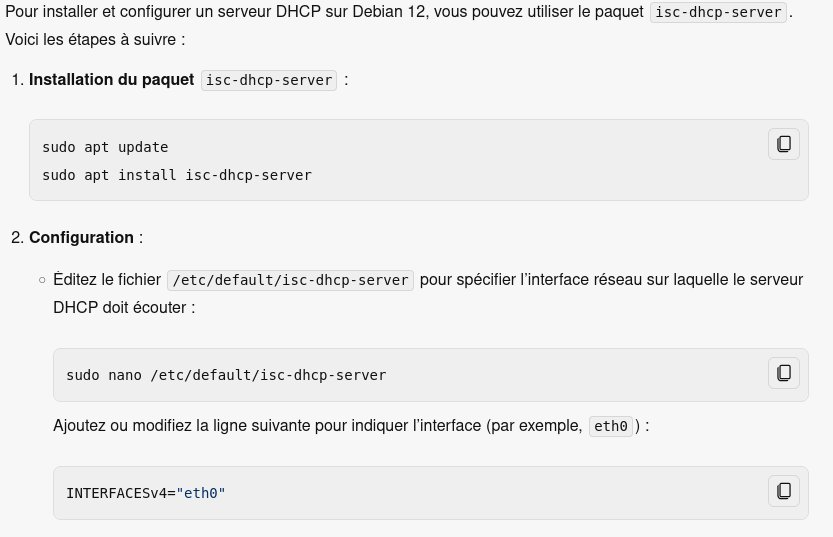 Pour installer et configurer un serveur DHCP sur Debian 12, vous pouvez utiliser le paquet isc-dhcp-server.
Voici les étapes à suivre :
1. Installation du paquet isc-dhcp-server :
sudo apt update
sudo apt install isc-dhcp-server
2. Configuration :
○ Éditez le fichier /etc/default/isc-dhcp-server pour spécifier l’interface réseau sur laquelle le serveur
DHCP doit écouter :
sudo nano /etc/default/isc-dhcp-server
Ajoutez ou modifiez la ligne suivante pour indiquer l’interface (par exemple, eth0) :
INTERFACESv4="eth0"